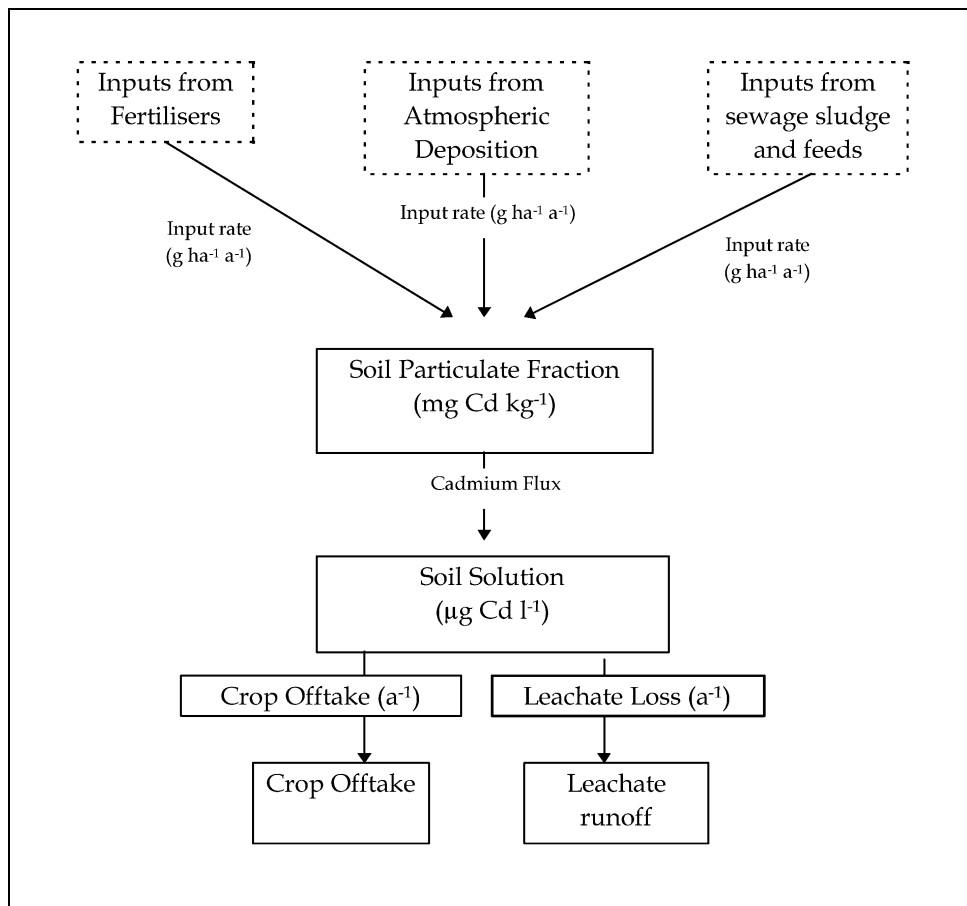 Inputs from
Fertilisers
Inputs from
Atmospheric
Deposition
Inputs from
sewage sludge
and feeds
Input rate
(g ha⁻¹ a⁻¹)
Input rate (g ha⁻¹ a⁻¹)
Input rate
(g ha⁻¹ a⁻¹)
Soil Particulate Fraction
(mg Cd kg⁻¹)
Cadmium Flux
Soil Solution
(µg Cd l⁻¹)
Crop Offtake (a⁻¹)
Leachate Loss (a⁻¹)
Crop Offtake
Leachate
runoff